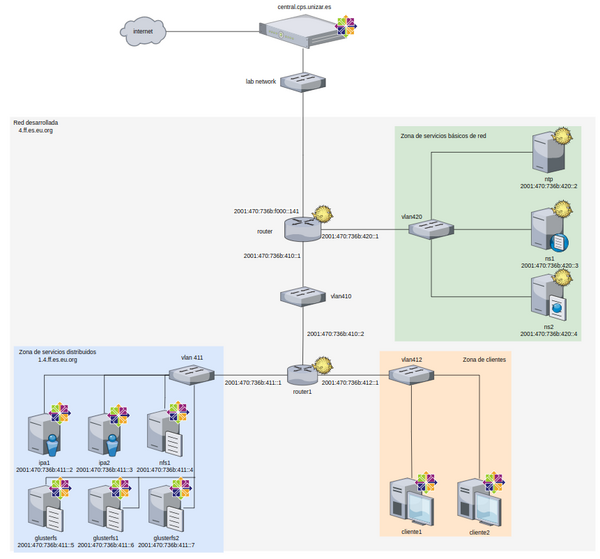 central.cps.unizar.es
internet
lab network
Red desarrollada
4.ff.es.eu.org
Zona de servicios básicos de red
ntp
2001:470:736b:420::2
2001:470:736b:f000::141
vlan420
router
2001:470:736b:420::1
2001:470:736b:410::1
ns1
2001:470:736b:420::3
vlan410
ns2
2001:470:736b:420::4
2001:470:736b:410::2
Zona de servicios distribuidos
1.4.ff.es.eu.org
vlan 411
vlan412
Zona de clientes
2001:470:736b:411::1
2001:470:736b:412::1
router1
ipa1
ipa2
nfs1
2001:470:736b:411::2
2001:470:736b:411::3
2001:470:736b:411::4
cliente1
cliente2
glusterfs
glusterfs1
glusterfs2
2001:470:736b:411::5
2001:470:736b:411::6
2001:470:736b:411::7